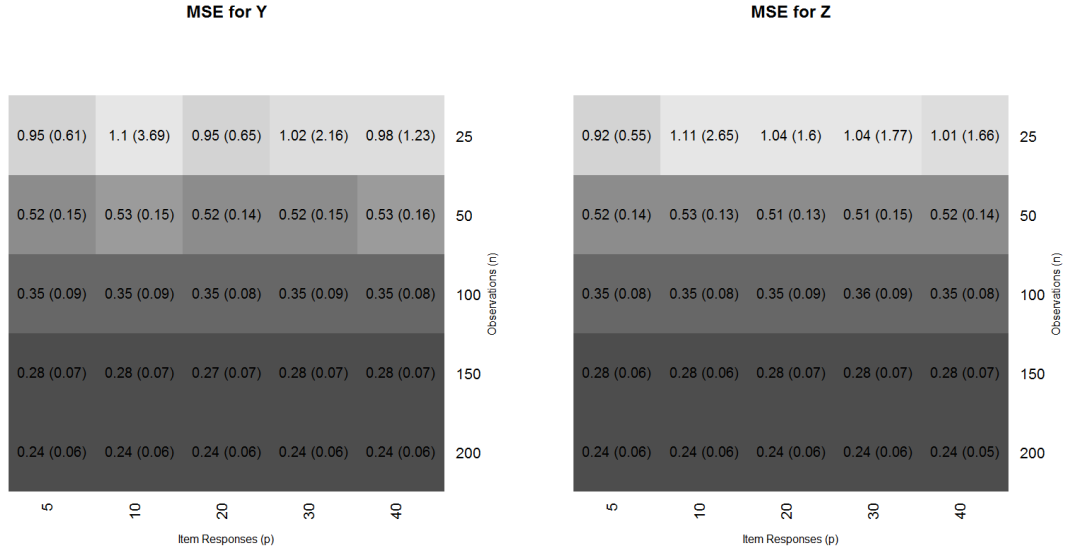 MSE for Y
0.95 (0.61) 1.1 (3.69) 0.95 (0.65) 1.02 (2.16) 0.98 (1.23) 25
0.52 (0.15) 0.53 (0.15) 0.52 (0.14) 0.52 (0.15) 0.53 (0.16) 50
0.35 (0.09) 0.35 (0.09) 0.35 (0.08) 0.35 (0.09) 0.35 (0.08) 100
0.28 (0.07) 0.28 (0.07) 0.27 (0.07) 0.28 (0.07) 0.28 (0.07) 150
0.24 (0.06) 0.24 (0.06) 0.24 (0.06) 0.24 (0.06) 0.24 (0.06) 200
Observations (n)
5 10 20 30 40
Item Responses (p)
MSE for Z
0.92 (0.55) 1.11 (2.65) 1.04 (1.6) 1.04 (1.77) 1.01 (1.66) 25
0.52 (0.14) 0.53 (0.13) 0.51 (0.13) 0.51 (0.15) 0.52 (0.14) 50
0.35 (0.08) 0.35 (0.08) 0.35 (0.09) 0.36 (0.09) 0.35 (0.08) 100
0.28 (0.06) 0.28 (0.06) 0.28 (0.07) 0.28 (0.07) 0.28 (0.07) 150
0.24 (0.06) 0.24 (0.06) 0.24 (0.06) 0.24 (0.06) 0.24 (0.05) 200
Observations (n)
5 10 20 30 40
Item Responses (p)